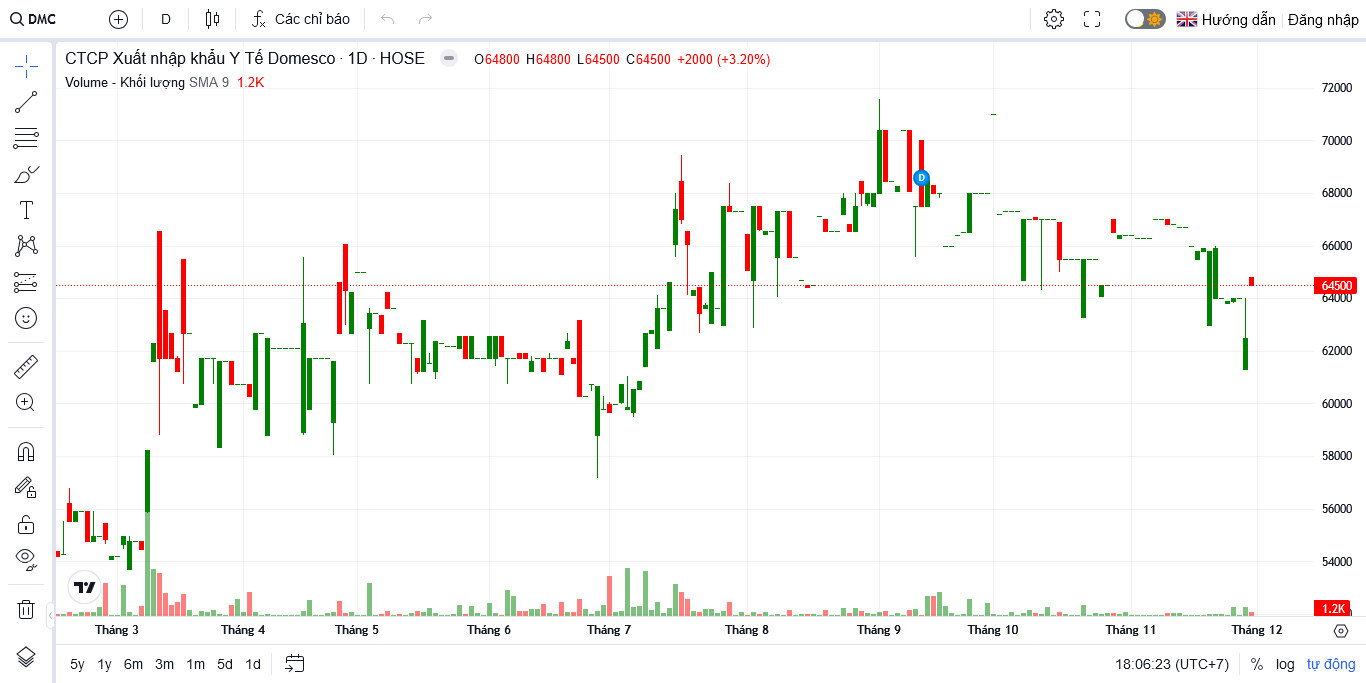 DMC D Các chỉ báo Hướng dẫn Đăng nhập
CTCP Xuất nhập khẩu Y Tế Domesco · 1D · HOSE O64800 H64800 L64500 C64500 +2000 (+3.20%)
Volume - Khối lượng SMA 9 1.2K
72000
70000
68000
D
66000
64500
64000
62000
60000
58000
56000
54000
1.2K
Tháng 3 Tháng 4 Tháng 5 Tháng 6 Tháng 7 Tháng 8 Tháng 9 Tháng 10 Tháng 11 Tháng 12
5y 1y 6m 3m 1m 5d 1d 18:06:23 (UTC+7) % log tự động